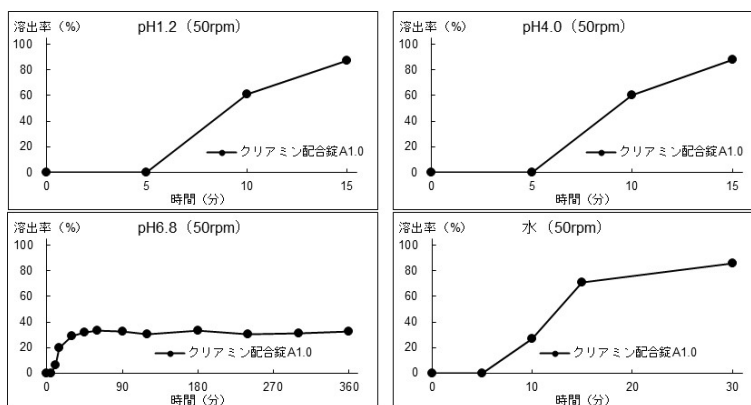 溶出率（%） pH1.2（50rpm）
100
80
60
40
20
0
クリアミン配合錠A1.0
0 5 10 15
時間（分）
溶出率（%） pH4.0（50rpm）
100
80
60
40
20
0
クリアミン配合錠A1.0
0 5 10 15
時間（分）
溶出率（%） pH6.8（50rpm）
100
80
60
40
20
0
クリアミン配合錠A1.0
0 90 180 270 360
時間（分）
溶出率（%） 水（50rpm）
100
80
60
40
20
0
クリアミン配合錠A1.0
0 10 20 30
時間（分）